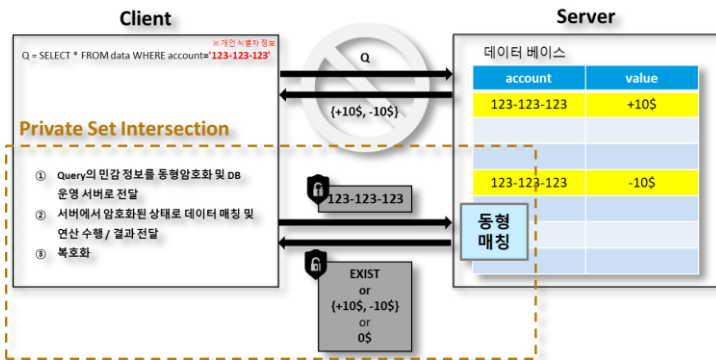 Client
Server
※개인식별자정보
Q = SELECT * FROM data WHERE account='123-123-123'
Q
{+10$, -10$}
데이터 베이스
account value
123-123-123 +10$
123-123-123 -10$
Private Set Intersection
① Query의 민감 정보를 동형암호화 및 DB
운영 서버로 전달
② 서버에서 암호화된 상태로 데이터 매칭 및
연산 수행 / 결과 전달
③ 복호화
123-123-123
동형
매칭
EXIST
or
{+10$, -10$}
or
0$